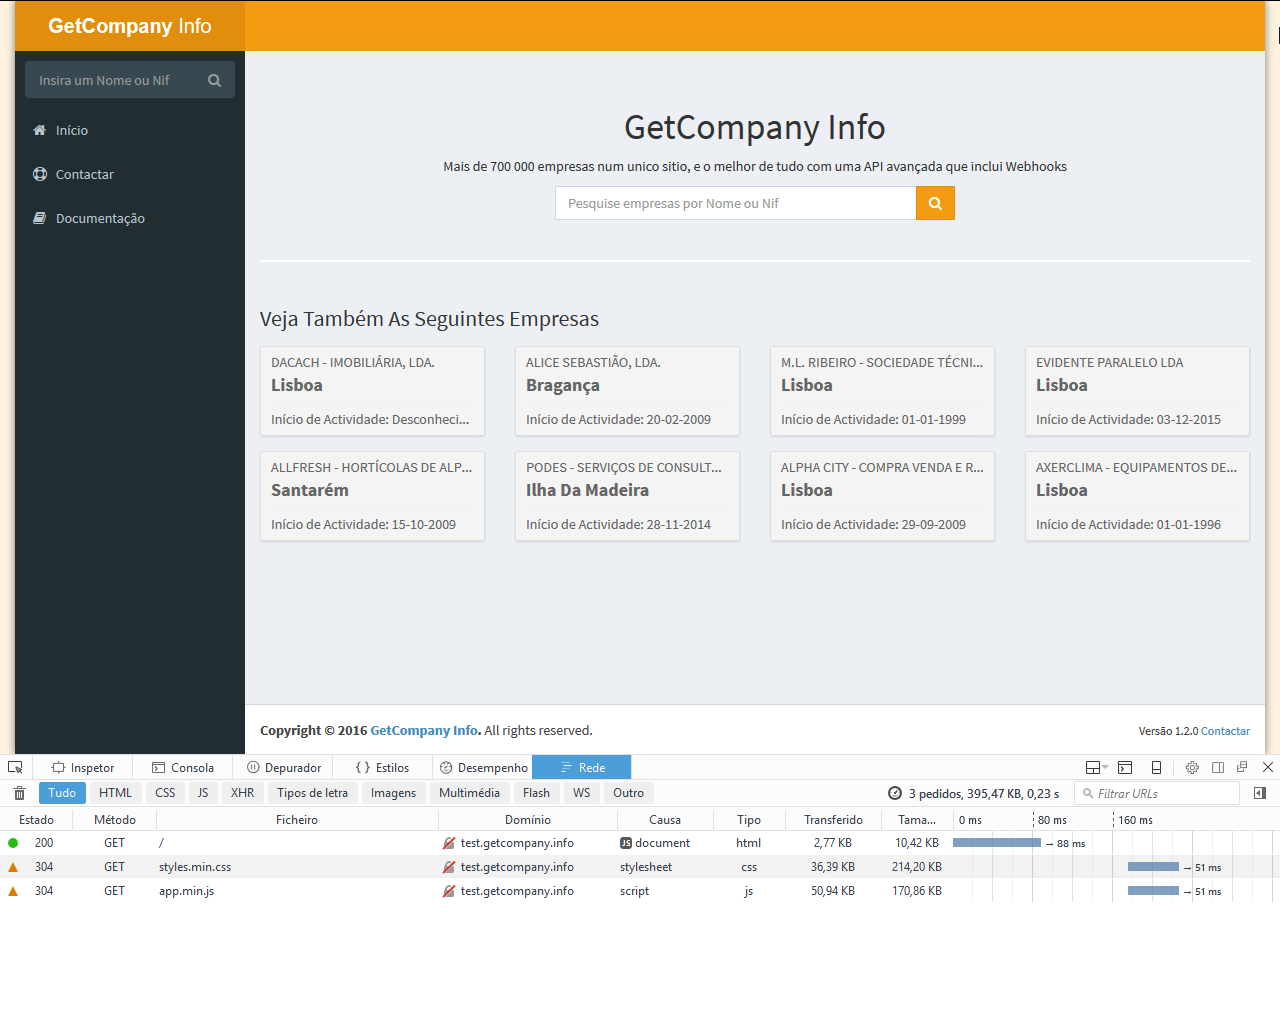 GetCompany Info
Insira um Nome ou Nif
Início
Contactar
Documentação
GetCompany Info
Mais de 700 000 empresas num unico sitio, e o melhor de tudo com uma API avançada que inclui Webhooks
Pesquise empresas por Nome ou Nif
Veja Também As Seguintes Empresas
DACACH - IMOBILIÁRIA, LDA.
Lisboa
Início de Actividade: Desconheci...
ALICE SEBASTIÃO, LDA.
Bragança
Início de Actividade: 20-02-2009
M.L. RIBEIRO - SOCIEDADE TÉCNI...
Lisboa
Início de Actividade: 01-01-1999
EVIDENTE PARALELO LDA
Lisboa
Início de Actividade: 03-12-2015
ALLFRESH - HORTÍCOLAS DE ALP...
Santarém
Início de Actividade: 15-10-2009
PODES - SERVIÇOS DE CONSULT...
Ilha Da Madeira
Início de Actividade: 28-11-2014
ALPHA CITY - COMPRA VENDA E R...
Lisboa
Início de Actividade: 29-09-2009
AXERCLIMA - EQUIPAMENTOS DE...
Lisboa
Início de Actividade: 01-01-1996
Copyright © 2016 GetCompany Info. All rights reserved.
Versão 1.2.0 Contactar
Inspetor Consola Depurador { } Estilos Desempenho Rede
Tudo HTML CSS JS XHR Tipos de letra Imagens Multimédia Flash WS Outro 3 pedidos, 395,47 KB, 0,23 s Filtrar URLs
Estado Método Ficheiro Domínio Causa Tipo Transferido Tama... 0 ms 80 ms 160 ms
200 GET / test.getcompany.info JS document html 2,77 KB 10,42 KB → 88 ms
304 GET styles.min.css test.getcompany.info stylesheet css 36,39 KB 214,20 KB → 51 ms
304 GET app.min.js test.getcompany.info script js 50,94 KB 170,86 KB → 51 ms